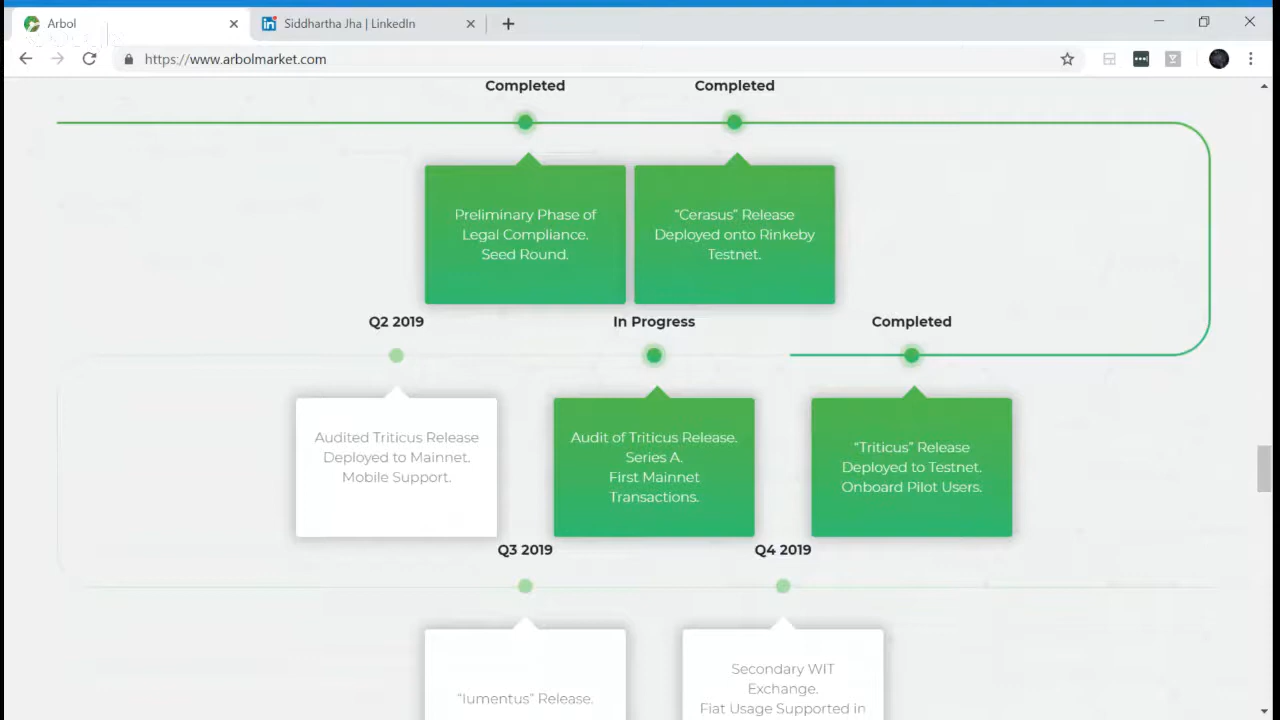 Arbol
Siddhartha Jha | LinkedIn
https://www.arbolmarket.com
Completed
Completed
Preliminary Phase of
Legal Compliance.
Seed Round.
“Cerasus” Release
Deployed onto Rinkeby
Testnet.
Q2 2019
In Progress
Completed
Audited Triticus Release
Deployed to Mainnet.
Mobile Support.
Audit of Triticus Release.
Series A.
First Mainnet
Transactions.
“Triticus” Release
Deployed to Testnet.
Onboard Pilot Users.
Q3 2019
Q4 2019
“Iumentus” Release.
Secondary WIT
Exchange.
Fiat Usage Supported in